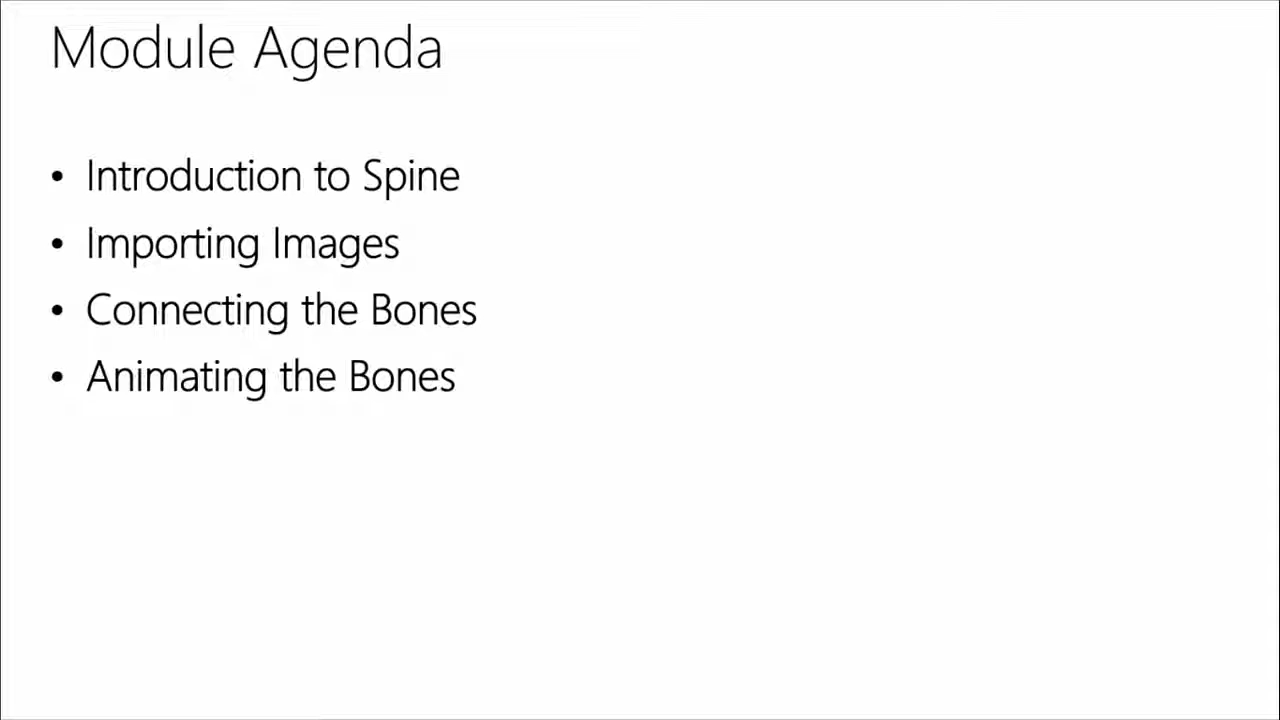 Module Agenda
• Introduction to Spine
• Importing Images
• Connecting the Bones
• Animating the Bones